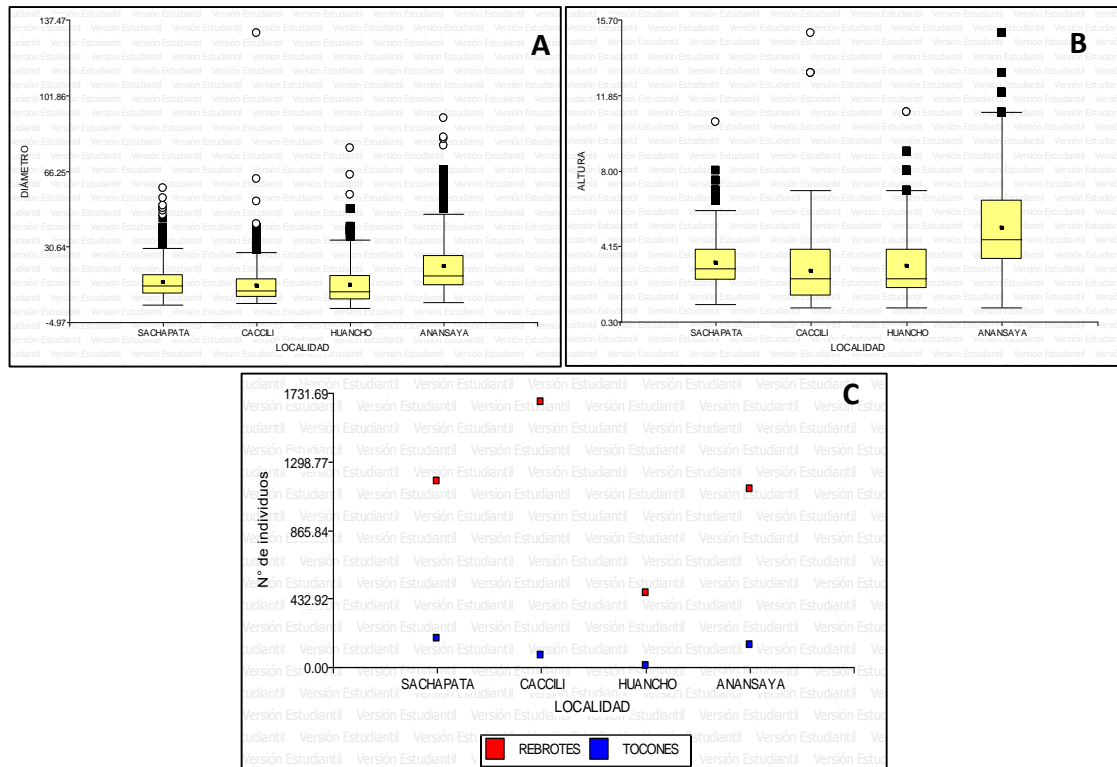 A
137.47
101.86
66.25
30.64
-4.97
DIÁMETRO
SACHAPATA CACCILI HUANCHO ANANSAYA
LOCALIDAD
B
15.70
11.85
8.00
4.15
0.30
ALTURA
SACHAPATA CACCILI HUANCHO ANANSAYA
LOCALIDAD
C
1731.69
1298.77
865.84
432.92
0.00
N° de individuos
SACHAPATA CACCILI HUANCHO ANANSAYA
LOCALIDAD
REBROTES TOCONES
Versión Estudiantil